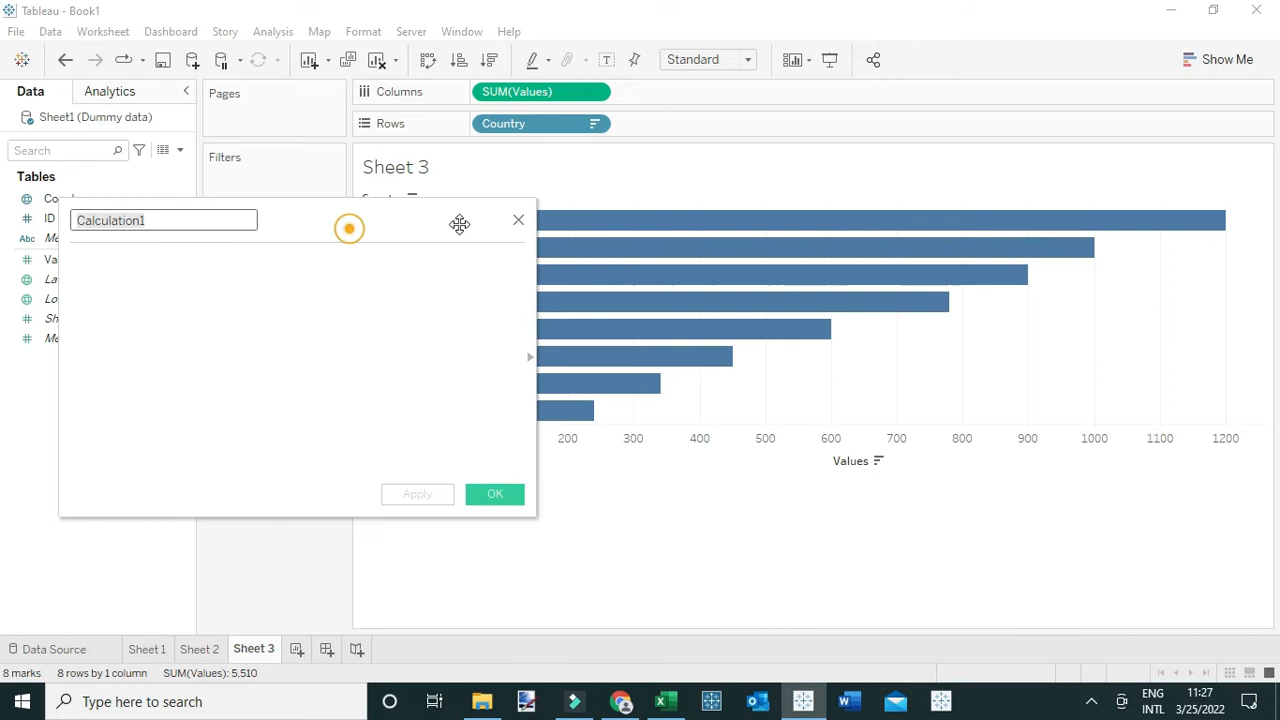 Tableau - Book1
File Data Worksheet Dashboard Story Analysis Map Format Server Window Help
Standard
Show Me
Data Analytics
Pages
Columns SUM(Values)
Sheet1 (Dummy data)
Rows Country
Search
Filters
Sheet 3
Tables
ID
Calculation1
Apply OK
200 300 400 500 600 700 800 900 1000 1100 1200
Values
Data Source Sheet 1 Sheet 2 Sheet 3
8 marks 8 rows by 1 column SUM(Values): 5,510
Type here to search
ENG
INTL
11:27
3/25/2022